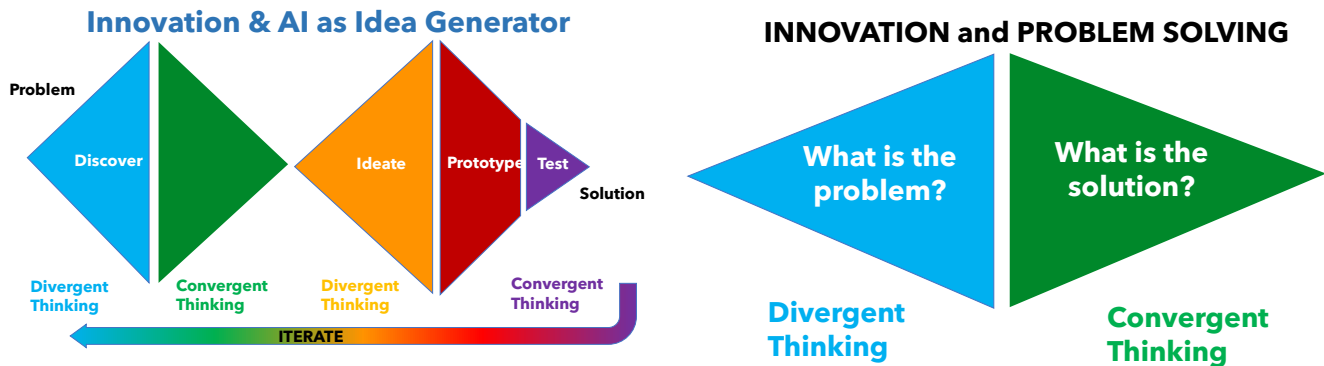 Innovation & AI as Idea Generator
Problem
Discover
Ideate
Prototype
Test
Solution
Divergent
Thinking
Convergent
Thinking
Divergent
Thinking
Convergent
Thinking
ITERATE
INNOVATION and PROBLEM SOLVING
What is the
problem?
What is the
solution?
Divergent
Thinking
Convergent
Thinking